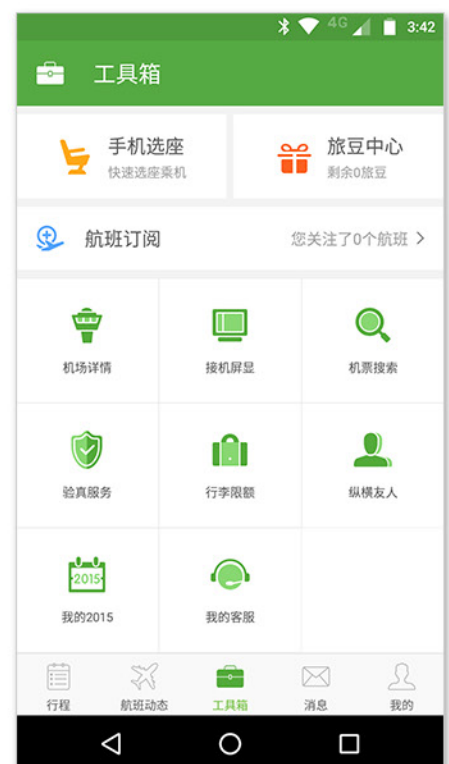 4G 3:42
工具箱
手机选座
快速选座乘机
旅豆中心
剩余0旅豆
航班订阅
您关注了0个航班
机场详情
接机屏显
机票搜索
验真服务
行李限额
纵横友人
2015
我的2015
我的客服
行程
航班动态
工具箱
消息
我的